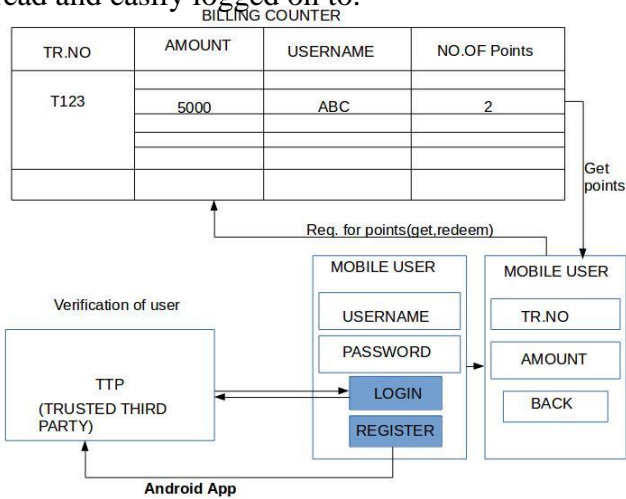 read and easily logged on to.
BILLING COUNTER
TR.NO AMOUNT USERNAME NO.OF Points
T123 5000 ABC 2
Get
points
Req. for points(get,redeem)
MOBILE USER
USERNAME
PASSWORD
LOGIN
REGISTER
MOBILE USER
TR.NO
AMOUNT
BACK
Verification of user
TTP
(TRUSTED THIRD
PARTY)
Android App